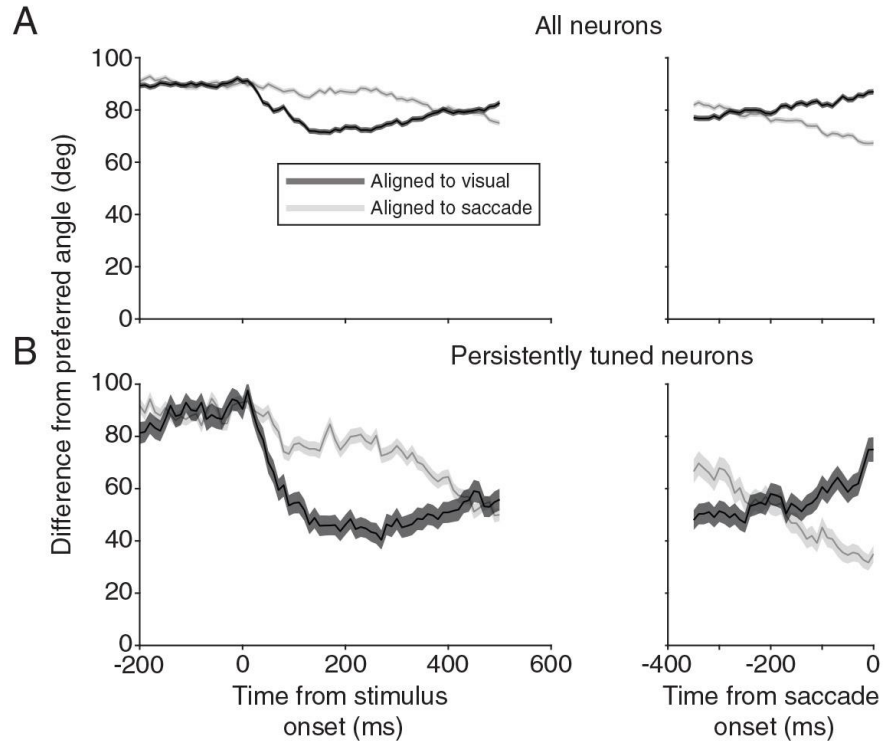 A
All neurons
100
80
60
40
20
0
Aligned to visual
Aligned to saccade
Difference from preferred angle (deg)
B
Persistently tuned neurons
100
80
60
40
20
0
-200
0
200
400
600
-400
-200
0
Time from stimulus
onset (ms)
Time from saccade
onset (ms)